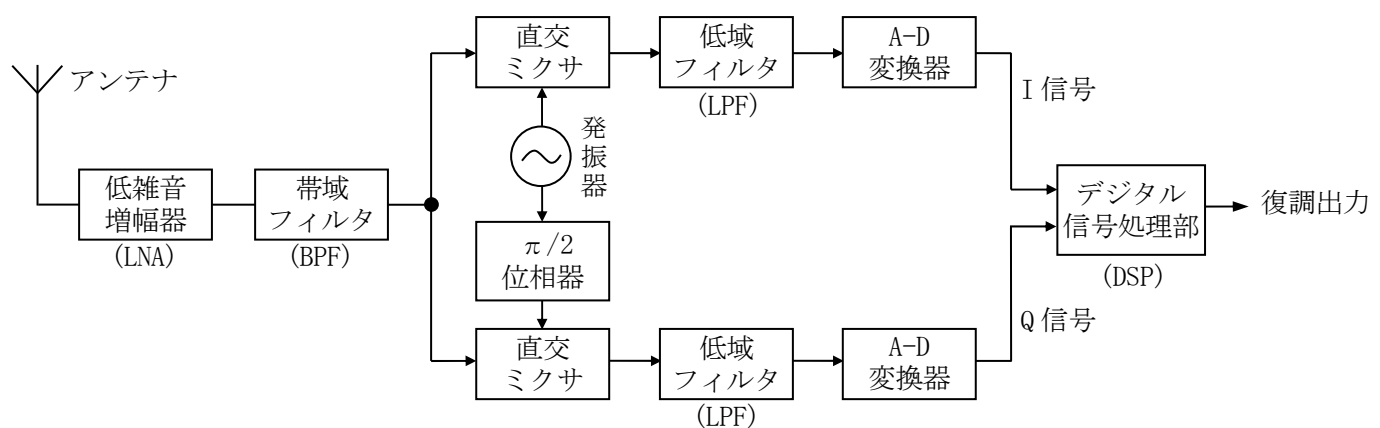 アンテナ
低雑音
増幅器
(LNA)
帯域
フィルタ
(BPF)
直交
ミクサ
低域
フィルタ
(LPF)
A-D
変換器
I 信号
発振器
π/2
位相器
直交
ミクサ
低域
フィルタ
(LPF)
A-D
変換器
Q 信号
デジタル
信号処理部
(DSP)
復調出力